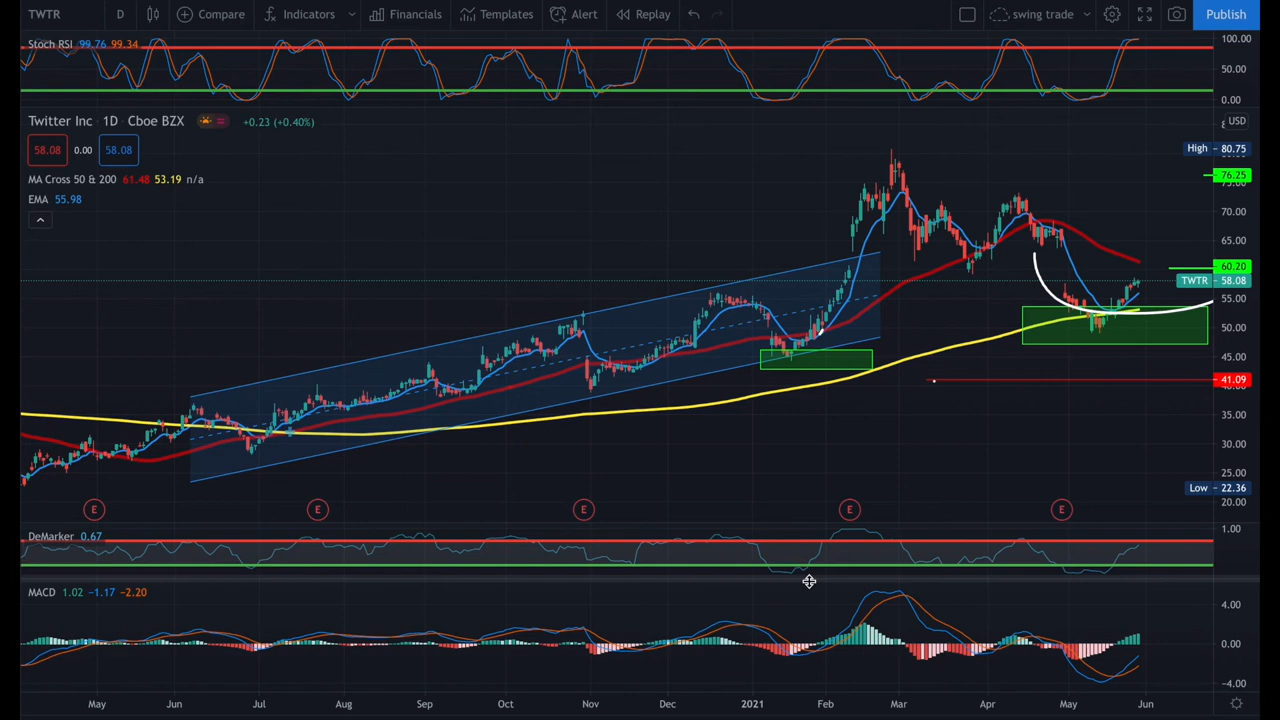 TWTR D Compare Indicators Financials Templates Alert Replay swing trade Publish
Stoch RSI 99.76 99.34
100.00
50.00
0.00
Twitter Inc · 1D · Cboe BZX +0.23 (+0.40%)
USD
58.08 0.00 58.08
High 80.75
MA Cross 50 & 200 61.48 53.19 n/a
76.25
75.00
EMA 55.98
70.00
65.00
60.20
TWTR 58.08
55.00
50.00
45.00
41.09
35.00
30.00
25.00
Low 22.36
20.00
E E E E E
DeMarker 0.67
1.00
MACD 1.02 −1.17 −2.20
4.00
0.00
−4.00
May Jun Jul Aug Sep Oct Nov Dec 2021 Feb Mar Apr May Jun